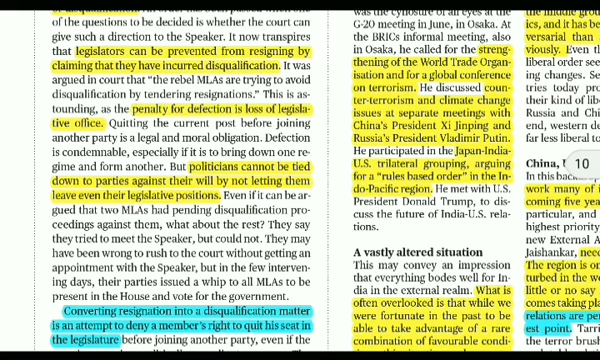 of the questions to be decided is whether the court can
give such a direction to the Speaker. It now transpires
that legislators can be prevented from resigning by
claiming that they have incurred disqualification. It was
argued in court that “the rebel MLAs are trying to avoid
disqualification by tendering resignations.” This is as-
tounding, as the penalty for defection is loss of legisla-
tive office. Quitting the current post before joining
another party is a legal and moral obligation. Defection
is condemnable, especially if it is to bring down one re-
gime and form another. But politicians cannot be tied
down to parties against their will by not letting them
leave even their legislative positions. Even if it can be ar-
gued that two MLAs had pending disqualification pro-
ceedings against them, what about the rest? They say
they tried to meet the Speaker, but could not. They may
have been wrong to rush to the court without getting an
appointment with the Speaker, but in the few interven-
ing days, their parties issued a whip to all MLAs to be
present in the House and vote for the government.
Converting resignation into a disqualification matter
is an attempt to deny a member's right to quit his seat in
the legislature before joining another party, even if the
was the cynosure of all eyes at the
G-20 meeting in June, in Osaka. At
the BRICs informal meeting, also
in Osaka, he called for the streng-
thening of the World Trade Organ-
isation and for a global conference
on terrorism. He discussed coun-
ter-terrorism and climate change
issues at separate meetings with
China's President Xi Jinping and
Russia's President Vladimir Putin.
He participated in the Japan-India-
U.S. trilateral grouping, arguing
for a “rules based order” in the In-
do-Pacific region. He met with U.S.
President Donald Trump, to dis-
cuss the future of India-U.S. rela-
tions.
A vastly altered situation
This may convey an impression
that everything bodes well for In-
dia in the external realm. What is
often overlooked is that while we
were fortunate in the past to be
able to take advantage of a rare
combination of favourable condi-
the middle
ics, and it has be
versarial than
viously. Even th
liberal order see
ing changes. Se
tries today pro
their kind of lib
Russia and Chi
end, western de
far less liberal to
China,
10
In this back
work many of i
coming five year
particular, and
highest priority
new External A
Jaishankar, nee
The region is on
turbed in the wo
little or no say
comes taking pla
relations are per
est point. Tarri
the terror brush